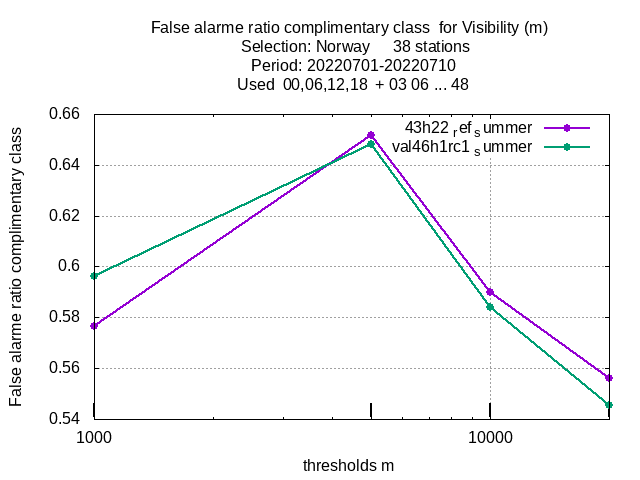 False alarme ratio complimentary class  for Visibility (m)
Selection: Norway     38 stations
Period: 20220701-20220710
Used  00,06,12,18  + 03 06 ... 48
False alarme ratio complimentary class
0.66
0.64
0.62
0.6
0.58
0.56
0.54
43h22refsummer
val46h1rc1summer
1000
10000
thresholds m